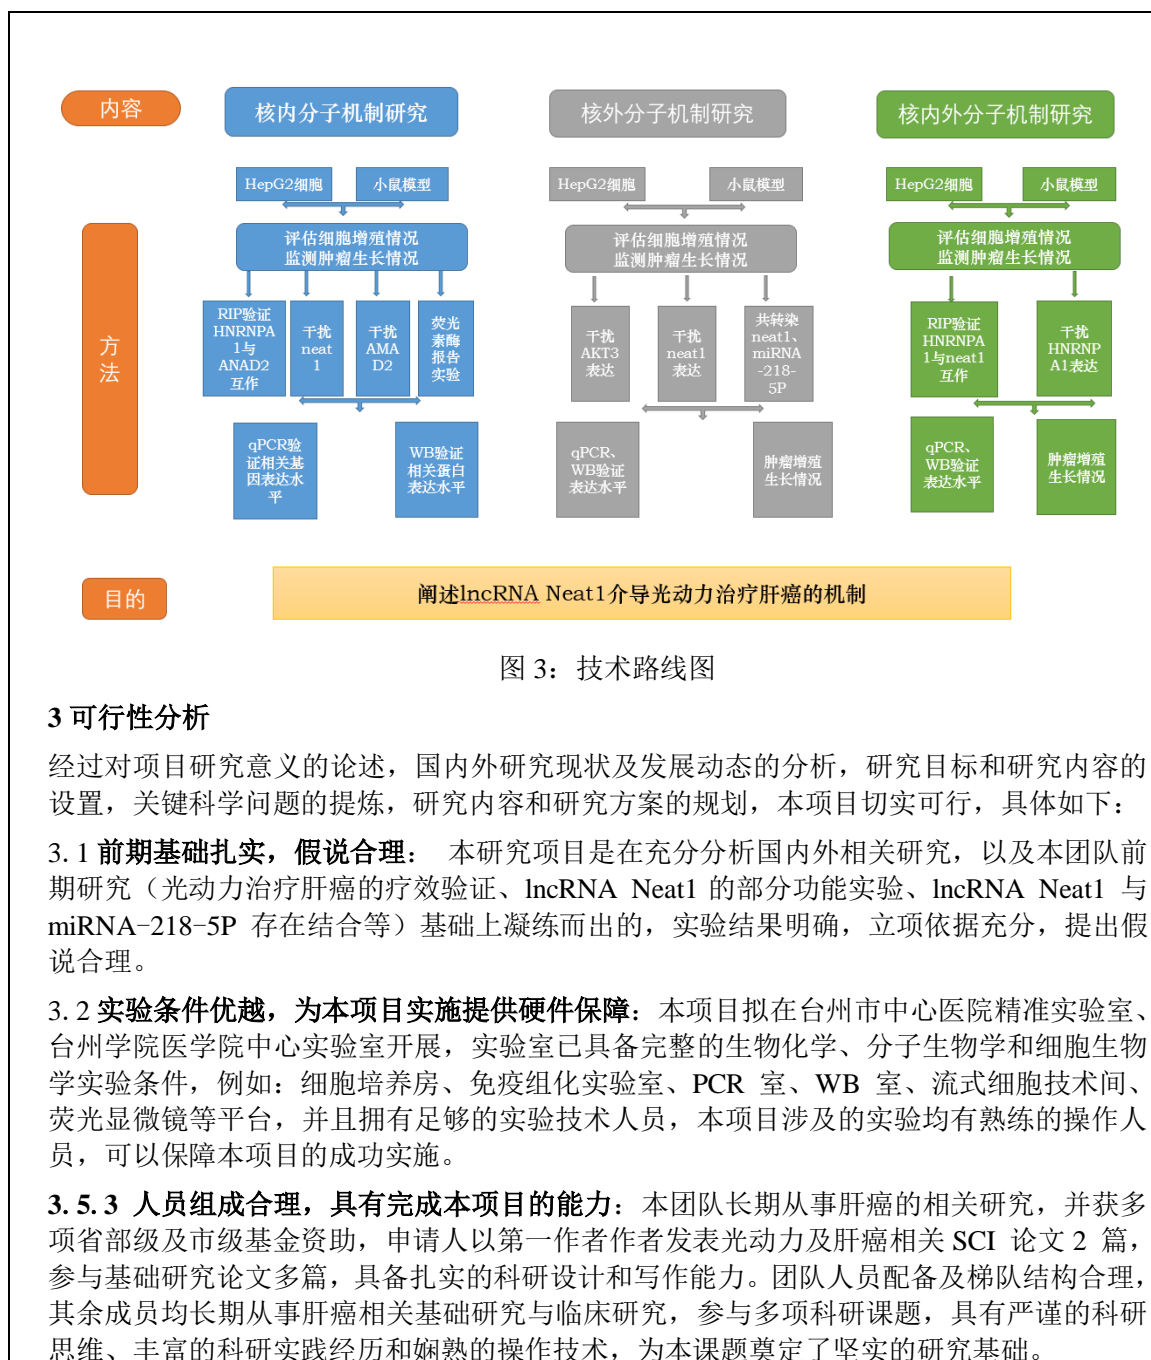 内容
核内分子机制研究
核外分子机制研究
核内外分子机制研究
HepG2细胞
小鼠模型
HepG2细胞
小鼠模型
HepG2细胞
小鼠模型
方
法
评估细胞增殖情况
监测肿瘤生长情况
评估细胞增殖情况
监测肿瘤生长情况
评估细胞增殖情况
监测肿瘤生长情况
RIP验证
HNRNPA
1与
ANAD2
互作
干扰
neat
1
干扰
AMA
D2
荧光
素酶
报告
实验
干扰
AKT3
表达
干扰
neat1
表达
共转染
neat1、
miRNA
-218-
5P
RIP验证
HNRNPA
1与neat1
互作
干扰
HNRNP
A1表达
qPCR验
证相关基
因表达水
平
WB验证
相关蛋白
表达水平
qPCR、
WB验证
表达水平
肿瘤增殖
生长情况
qPCR、
WB验证
表达水平
肿瘤增殖
生长情况
目的
阐述lncRNA Neat1介导光动力治疗肝癌的机制
图 3：技术路线图
3 可行性分析
经过对项目研究意义的论述，国内外研究现状及发展动态的分析，研究目标和研究内容的
设置，关键科学问题的提炼，研究内容和研究方案的规划，本项目切实可行，具体如下：
3. 1 前期基础扎实，假说合理： 本研究项目是在充分分析国内外相关研究，以及本团队前
期研究（光动力治疗肝癌的疗效验证、lncRNA Neat1 的部分功能实验、lncRNA Neat1 与
miRNA-218-5P 存在结合等）基础上凝练而出的，实验结果明确，立项依据充分，提出假
说合理。
3. 2 实验条件优越，为本项目实施提供硬件保障：本项目拟在台州市中心医院精准实验室、
台州学院医学院中心实验室开展，实验室已具备完整的生物化学、分子生物学和细胞生物
学实验条件，例如：细胞培养房、免疫组化实验室、PCR 室、WB 室、流式细胞技术间、
荧光显微镜等平台，并且拥有足够的实验技术人员，本项目涉及的实验均有熟练的操作人
员，可以保障本项目的成功实施。
3. 5. 3 人员组成合理，具有完成本项目的能力：本团队长期从事肝癌的相关研究，并获多
项省部级及市级基金资助，申请人以第一作者作者发表光动力及肝癌相关 SCI 论文 2 篇，
参与基础研究论文多篇，具备扎实的科研设计和写作能力。团队人员配备及梯队结构合理，
其余成员均长期从事肝癌相关基础研究与临床研究，参与多项科研课题，具有严谨的科研
思维、丰富的科研实践经历和娴熟的操作技术，为本课题奠定了坚实的研究基础。